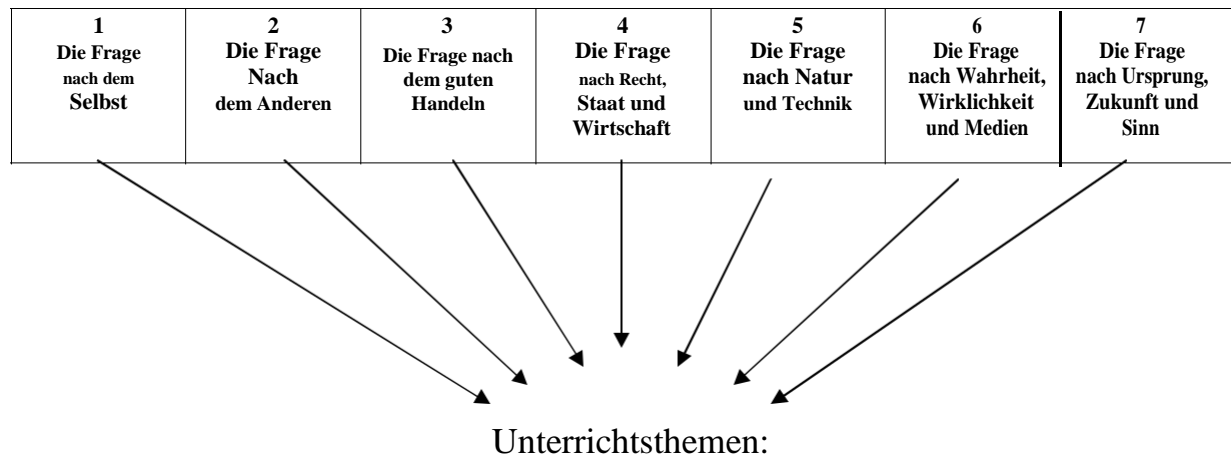 1
Die Frage
nach dem
Selbst
2
Die Frage
Nach
dem Anderen
3
Die Frage nach
dem guten
Handeln
4
Die Frage
nach Recht,
Staat und
Wirtschaft
5
Die Frage
nach Natur
und Technik
6
Die Frage
nach Wahrheit,
Wirklichkeit
und Medien
7
Die Frage
nach Ursprung,
Zukunft und
Sinn
Unterrichtsthemen: